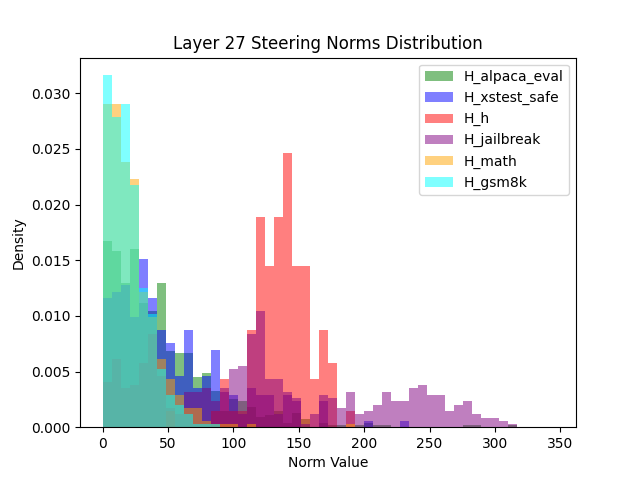 Layer 27 Steering Norms Distribution
H_alpaca_eval
H_xstest_safe
H_h
H_jailbreak
H_math
H_gsm8k
Density
0.030
0.025
0.020
0.015
0.010
0.005
0.000
0 50 100 150 200 250 300 350
Norm Value